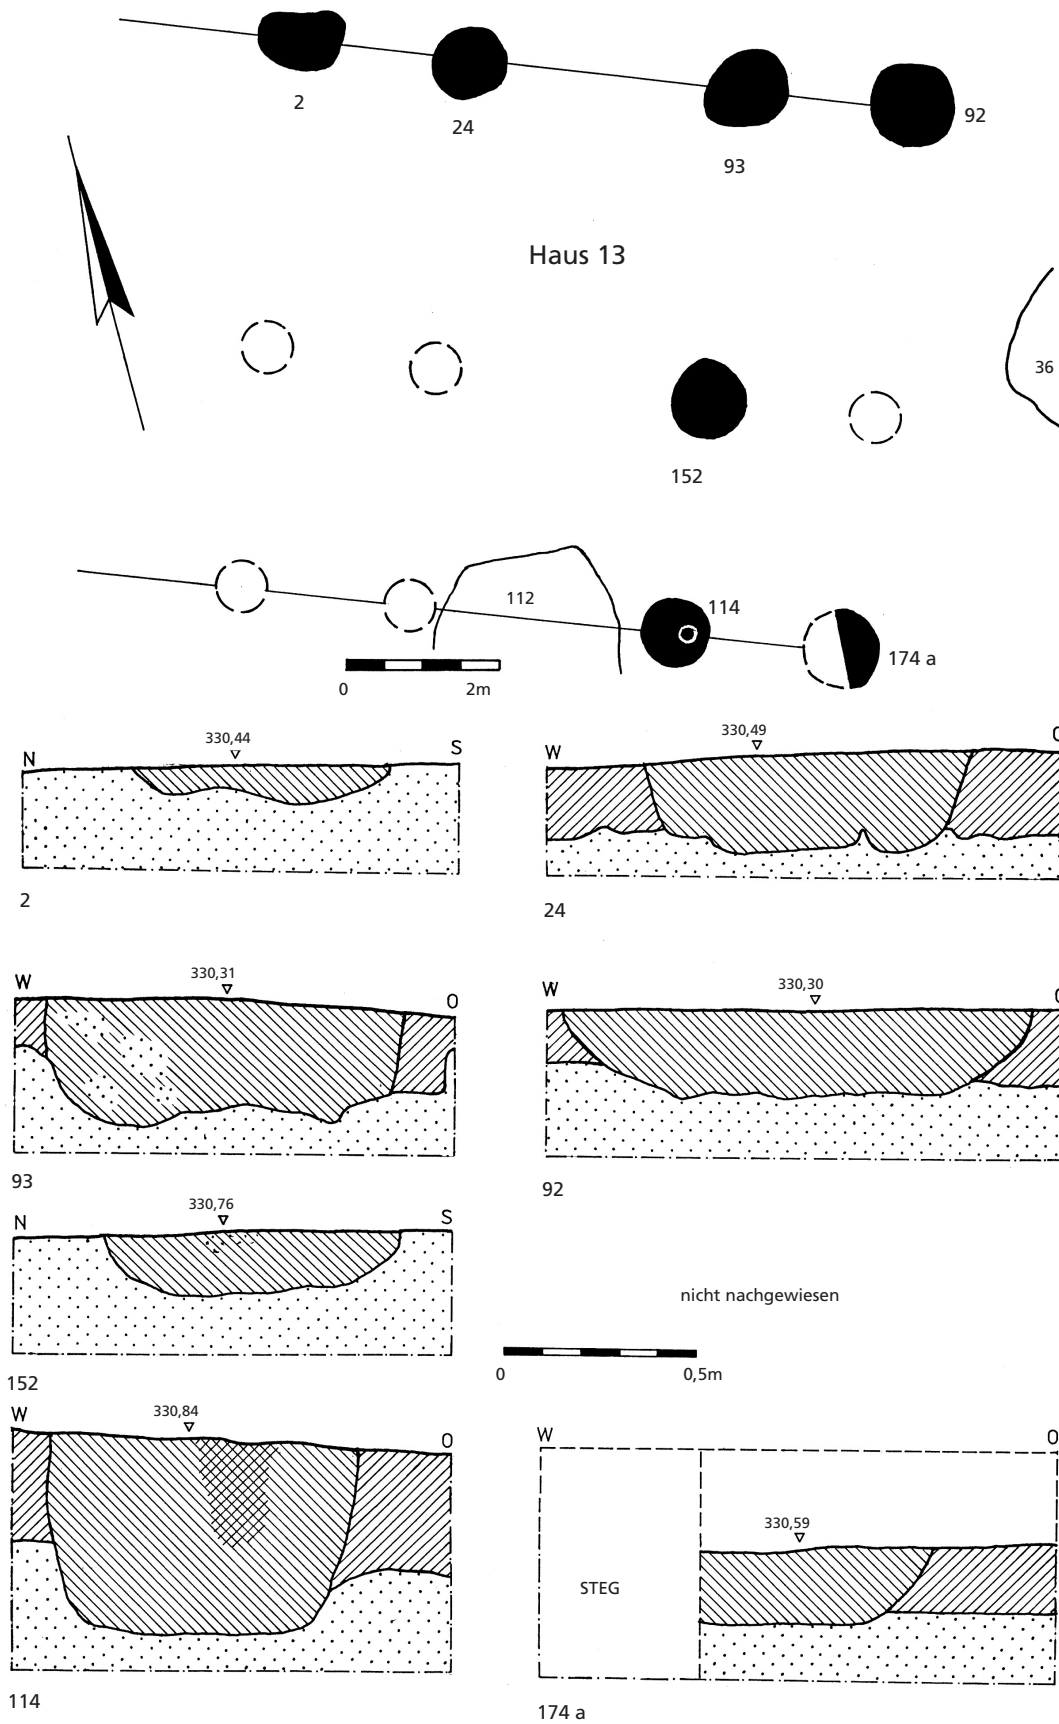 2
24
93
92
Haus 13
36
152
112
114
174 a
0 2m
N 330,44 S
2
W 330,49 O
24
W 330,31 O
93
W 330,30 O
92
N 330,76 S
152
nicht nachgewiesen
0 0,5m
W 330,84 O
114
W O
330,59
STEG
174 a